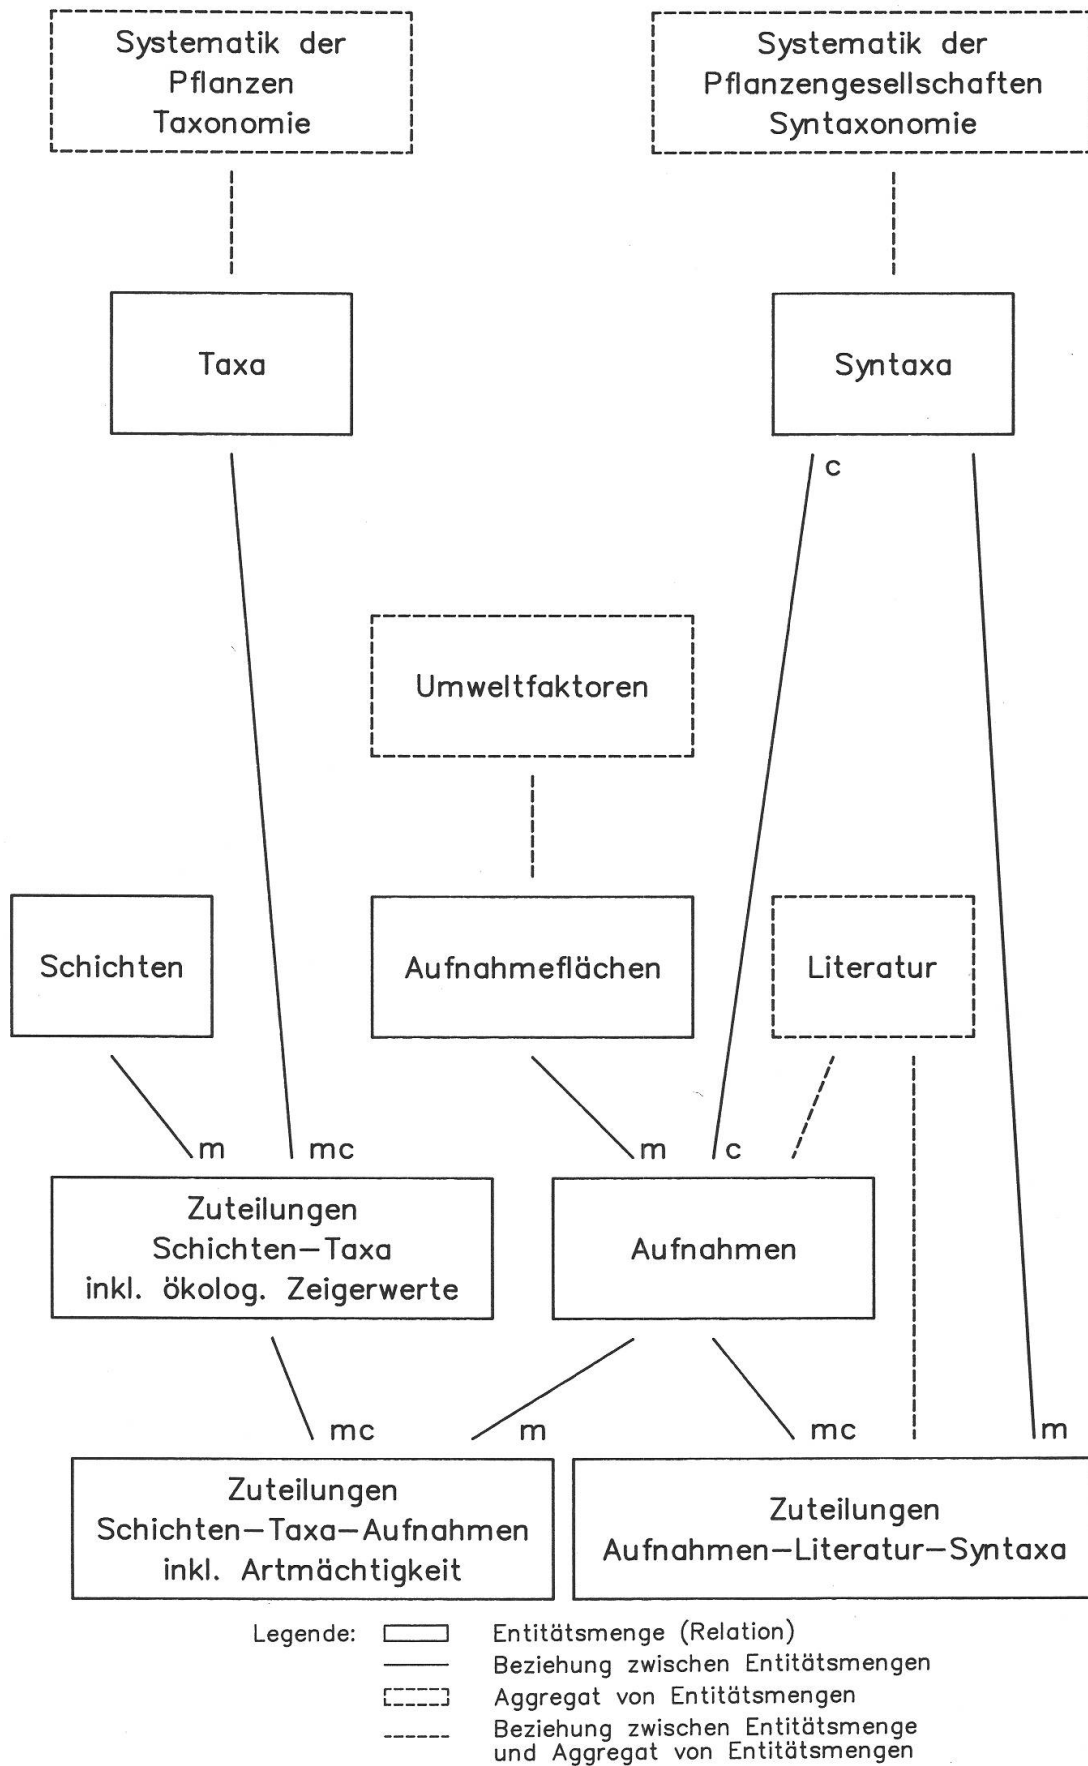 Systematik der
Pflanzen
Taxonomie
Systematik der
Pflanzengesellschaften
Syntaxonomie
Taxa
Syntaxa
c
Umweltfaktoren
Schichten
Aufnahmeflächen
Literatur
m
mc
m
c
Zuteilungen
Schichten–Taxa
inkl. ökolog. Zeigerwerte
Aufnahmen
mc
m
mc
m
Zuteilungen
Schichten–Taxa–Aufnahmen
inkl. Artmächtigkeit
Zuteilungen
Aufnahmen–Literatur–Syntaxa
Legende:
Entitätsmenge (Relation)
Beziehung zwischen Entitätsmengen
Aggregat von Entitätsmengen
Beziehung zwischen Entitätsmenge
und Aggregat von Entitätsmengen